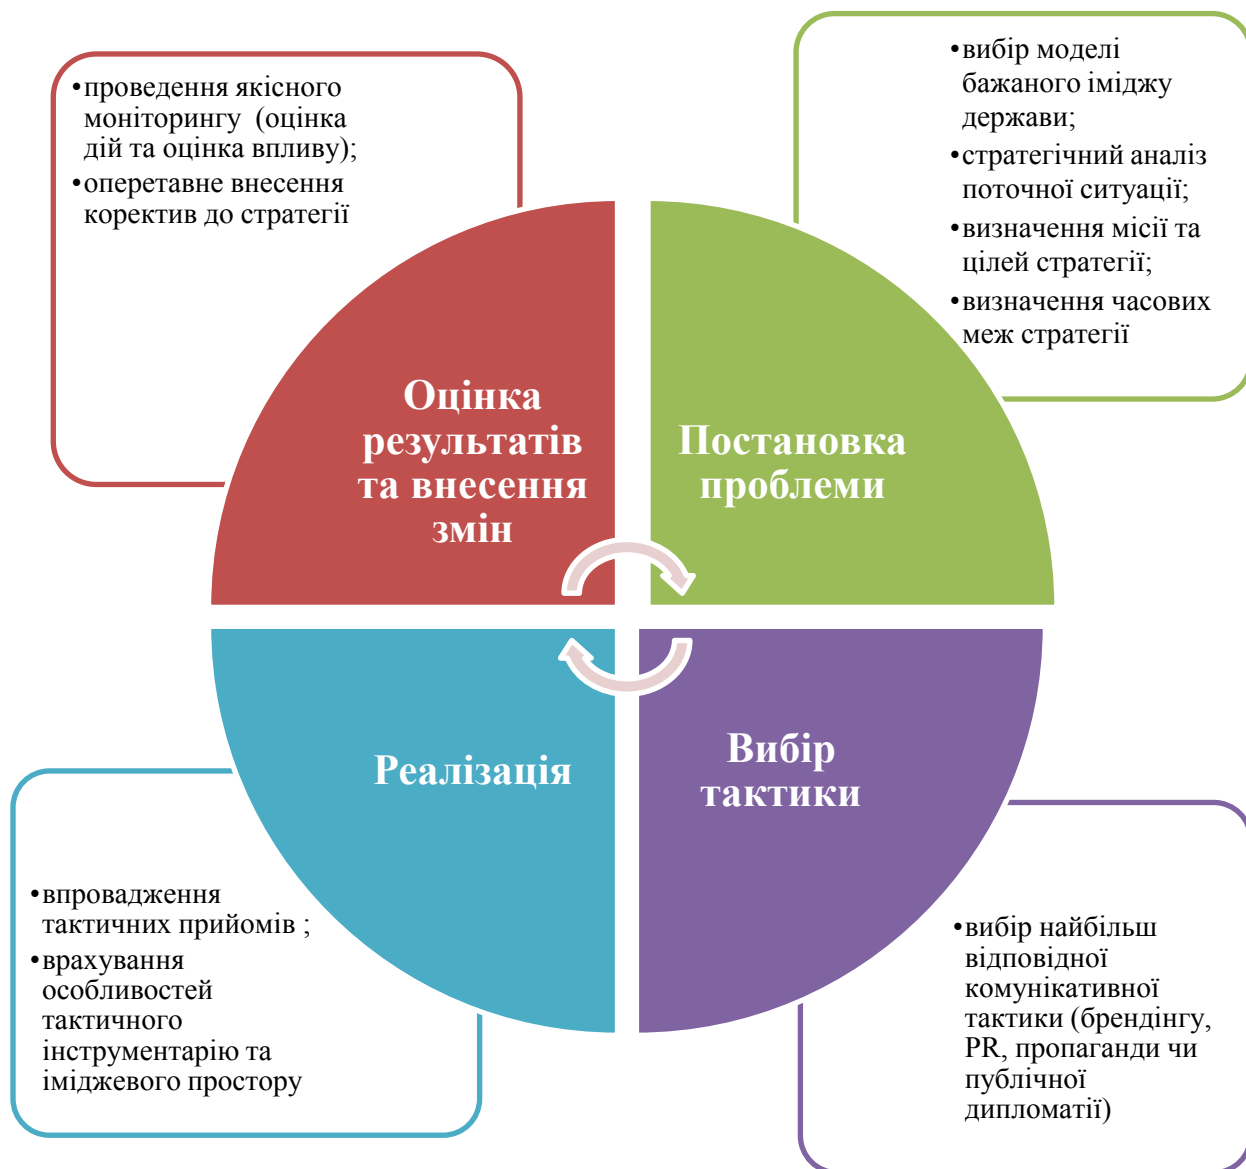 •проведення якісного
моніторингу (оцінка
дій та оцінка впливу);
•оперетавне внесення
коректив до стратегії
•вибір моделі
бажаного іміджу
держави;
•стратегічний аналіз
поточної ситуації;
•визначення місії та
цілей стратегії;
•визначення часових
меж стратегії
Оцінка
результатів
та внесення
змін
Постановка
проблеми
Реалізація
Вибір
тактики
•впровадження
тактичних прийомів ;
•врахування
особливостей
тактичного
інструментарію та
іміджевого простору
•вибір найбільш
відповідної
комунікативної
тактики (брендінгу,
PR, пропаганди чи
публічної
дипломатії)